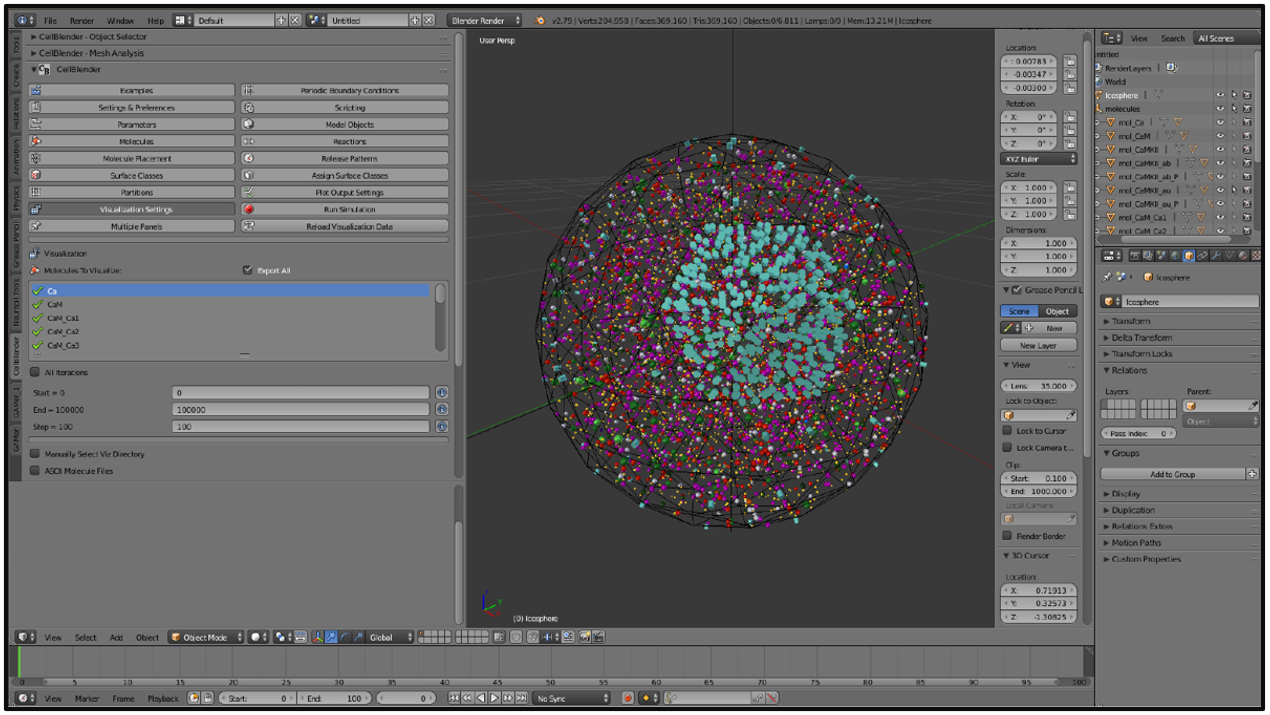 File Render Window Help Default Untitled Blender Render v2.79 | Verts:204,958 | Faces:369,160 | Tris:369,160 | Objects:0/6,811 | Lamps:0/0 | Mem:13.21M | Icosphere
CellBlender - Object Selector
CellBlender - Mesh Analysis
CellBlender
Examples Periodic Boundary Conditions
Settings & Preferences Scripting
Parameters Model Objects
Molecules Reactions
Molecule Placement Release Patterns
Surface Classes Assign Surface Classes
Partitions Plot Output Settings
Visualization Settings Run Simulation
Multiple Panels Reload Visualization Data
Visualization
Molecules To Visualize: Export All
Ca
CaM
CaM_Ca1
CaM_Ca2
CaM_Ca3
All Iterations
Start = 0 0
End = 100000 100000
Step = 100 100
Manually Select Viz Directory
ASCII Molecule Files
Tools
Create
Relations
Animation
Physics
Grease Pencil
CellBlender
GAMer
User Persp
(0) Icosphere
Location:
: 0.00783
-0.00347
-0.00300
Rotation:
X: 0°
Y: 0°
Z: 0°
XYZ Euler
Scale:
X: 1.000
Y: 1.000
Z: 1.000
Dimensions:
X: 1.000
Y: 1.000
Z: 1.000
Grease Pencil L
Scene Object
New
New Layer
View
Lens: 35.000
Lock to Object:
Lock to Cursor
Lock Camera t...
Clip:
Start: 0.100
End: 1000.000
Local Camera:
Render Border
3D Cursor
Location:
X: 0.71913
Y: 0.32573
Z: -1.30825
View Search All Scenes
RenderLayers |
World
Icosphere |
molecules
mol_Ca |
mol_CaM |
mol_CaMKII |
mol_CaMKII_ab |
mol_CaMKII_ab_P
mol_CaMKII_au |
mol_CaMKII_au_P
mol_CaM_Ca1 |
mol_CaM_Ca2 |
Icosphere
Icosphere
Transform
Delta Transform
Transform Locks
Relations
Layers: Parent:
Object
Pass Index: 0
Groups
Add to Group
Display
Duplication
Relations Extras
Motion Paths
Custom Properties
View Select Add Object Object Mode Global
0 5 10 15 20 25 30 35 40 45 50 55 60 65 70 75 80 85 90 95 100
View Marker Frame Playback Start: 0 End: 100 0 No Sync